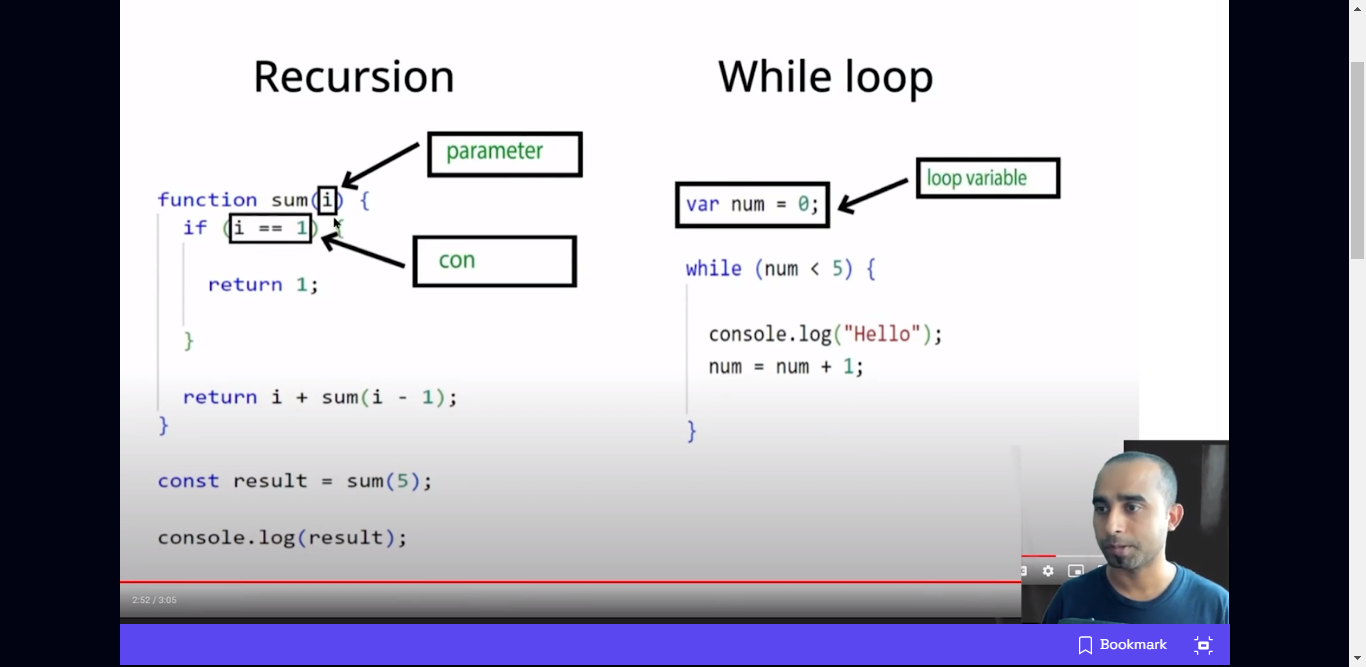 Recursion
While loop
parameter
loop variable
function sum(i) {
if (i == 1) {
con
return 1;
}
return i + sum(i - 1);
}
const result = sum(5);
console.log(result);
var num = 0;
while (num < 5) {
console.log("Hello");
num = num + 1;
}
2:52 / 3:05
Bookmark